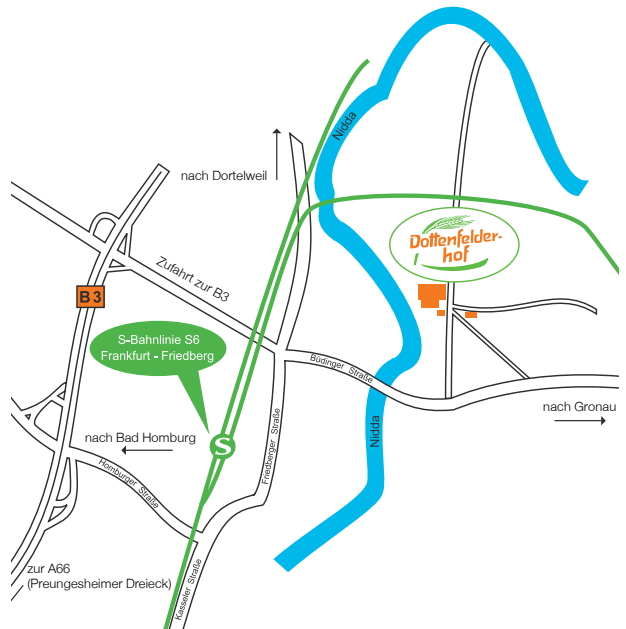 Nidda
nach Dortelweil
Dottenfelder-
hof
Zufahrt zur B3
B3
S-Bahnlinie S6
Frankfurt - Friedberg
Büdinger Straße
nach Gronau
Friedberger Straße
Nidda
nach Bad Homburg
S
Homburger Straße
zur A66
(Preungesheimer Dreieck)
Kasseler Straße